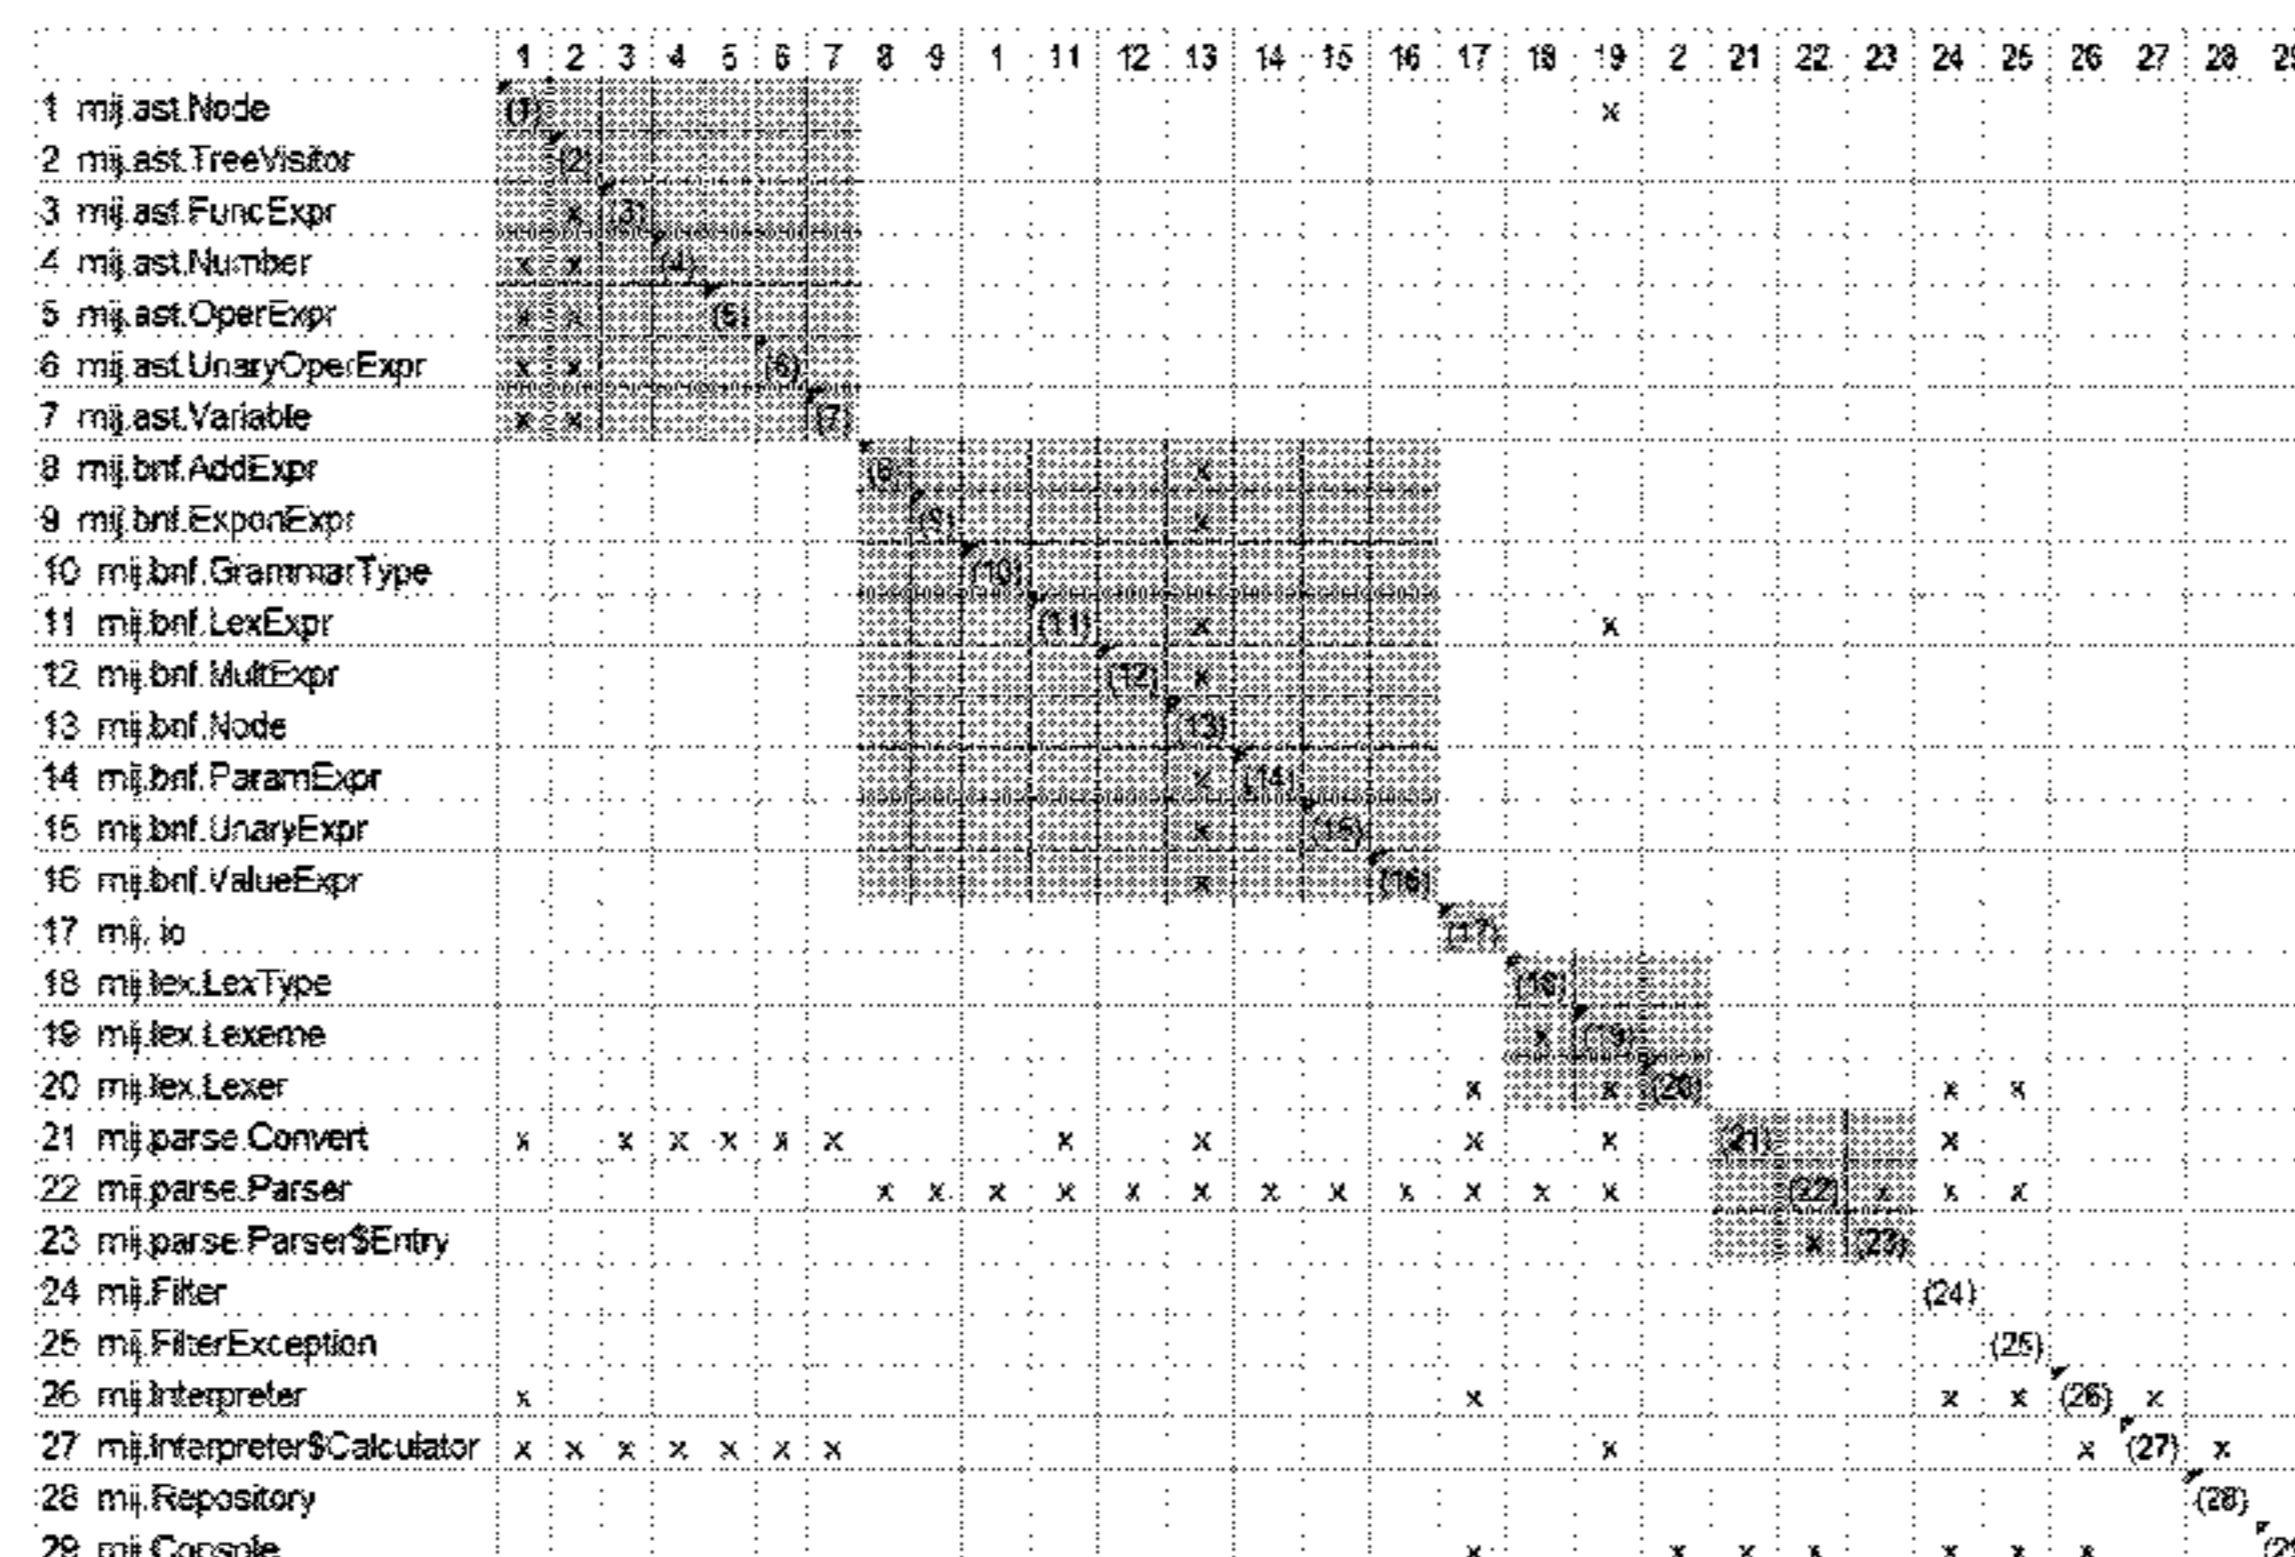 1 2 3 4 5 6 7 8 9 1 11 12 13 14 15 16 17 18 19 2 21 22 23 24 25 26 27 28 29
1 mij.ast.Node (1) x
2 mij.ast.TreeVisitor (2)
3 mij.ast.FuncExpr x (3)
4 mij.ast.Number x x (4)
5 mij.ast.OperExpr x x (5)
6 mij.ast.UnaryOperExpr x x (6)
7 mij.ast.Variable x x (7)
8 mij.bnf.AddExpr (8) x
9 mij.bnf.ExponExpr (9) x
10 mij.bnf.GrammarType (10)
11 mij.bnf.LexExpr (11) x x
12 mij.bnf.MultExpr (12) x
13 mij.bnf.Node (13)
14 mij.bnf.ParamExpr x (14)
15 mij.bnf.UnaryExpr x (15)
16 mij.bnf.ValueExpr x (16)
17 mij.io (17)
18 mij.lex.LexType (18)
19 mij.lex.Lexeme x (19)
20 mij.lex.Lexer x x (20) x x
21 mij.parse.Convert x x x x x x x x x x (21) x
22 mij.parse.Parser x x x x x x x x x x x x (22) x x x
23 mij.parse.Parser$Entry x (23)
24 mij.Filter (24)
25 mij.FilterException (25)
26 mij.Interpreter x x x x (26) x
27 mij.Interpreter$Calculator x x x x x x x x x (27) x
28 mij.Repository (28)
29 mij.Console x x x x x x x